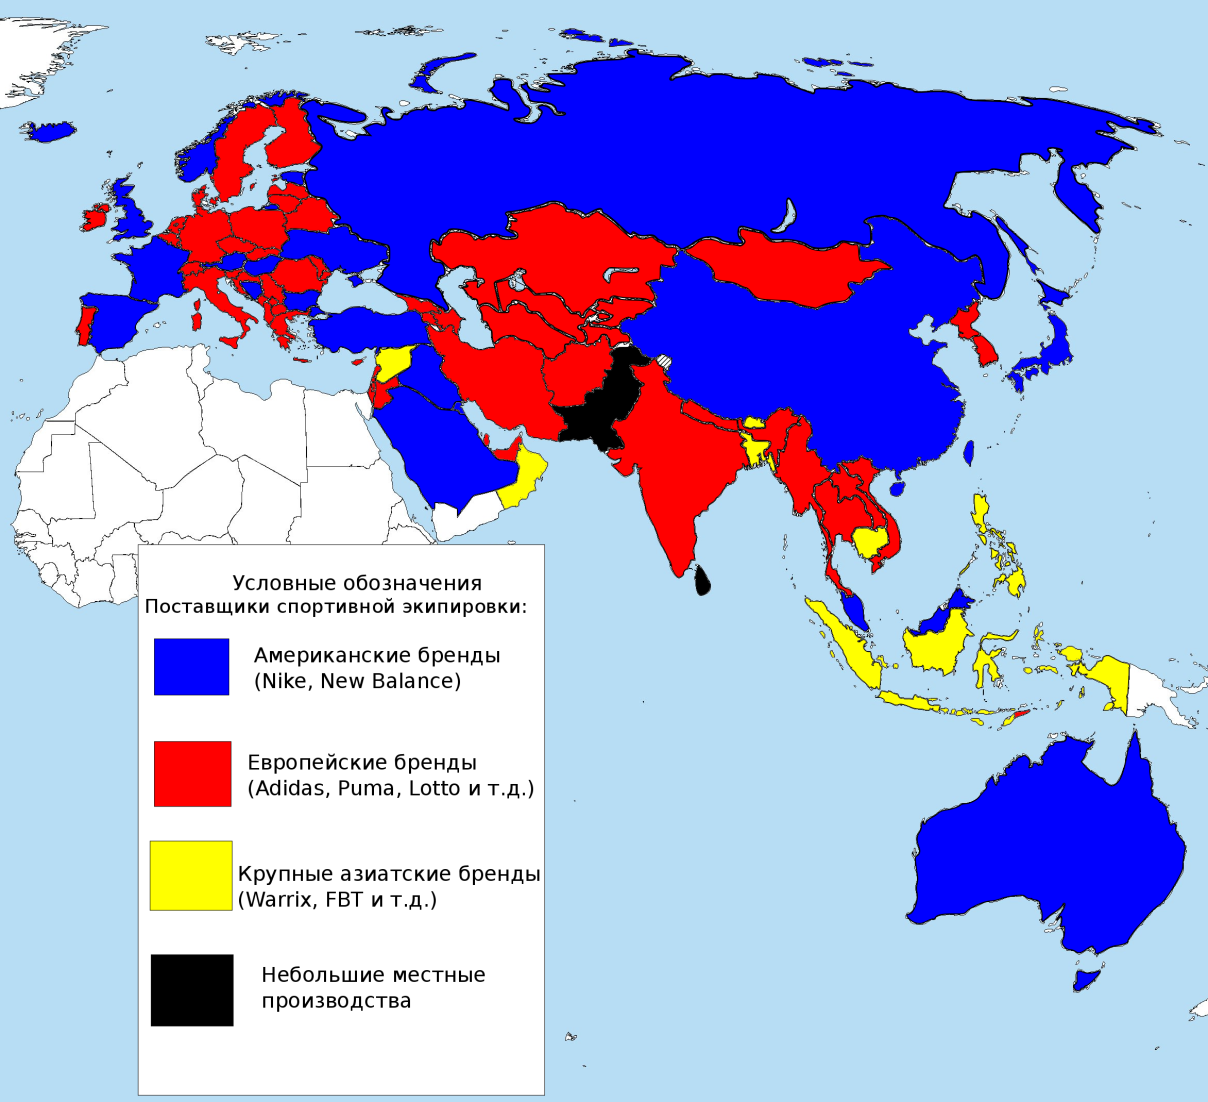 Условные обозначения
Поставщики спортивной экипировки:
Американские бренды
(Nike, New Balance)
Европейские бренды
(Adidas, Puma, Lotto и т.д.)
Крупные азиатские бренды
(Warrix, FBT и т.д.)
Небольшие местные
производства